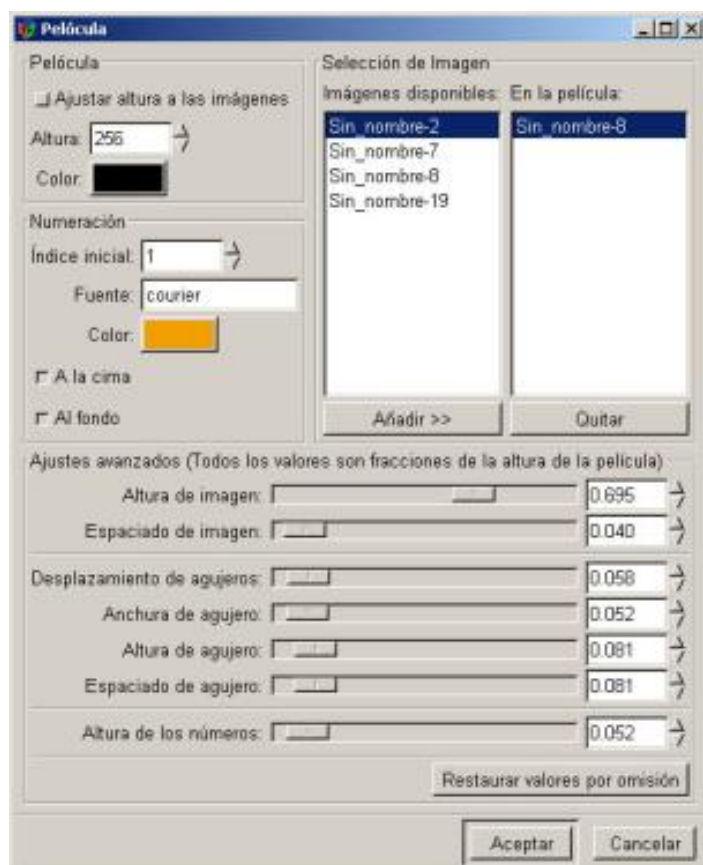 Pelócula
Pelócula
Ajustar altura a las imágenes
Altura: 256
Color:
Numeración
Índice inicial: 1
Fuente: courier
Color:
A la cima
Al fondo
Selección de Imagen
Imágenes disponibles: En la película:
Sin_nombre-2 Sin_nombre-8
Sin_nombre-7
Sin_nombre-8
Sin_nombre-19
Añadir >> Quitar
Ajustes avanzados (Todos los valores son fracciones de la altura de la película)
Altura de imagen: 0.695
Espaciado de imagen: 0.040
Desplazamiento de agujeros: 0.058
Anchura de agujero: 0.052
Altura de agujero: 0.081
Espaciado de agujero: 0.081
Altura de los números: 0.052
Restaurar valores por omisión
Aceptar Cancelar